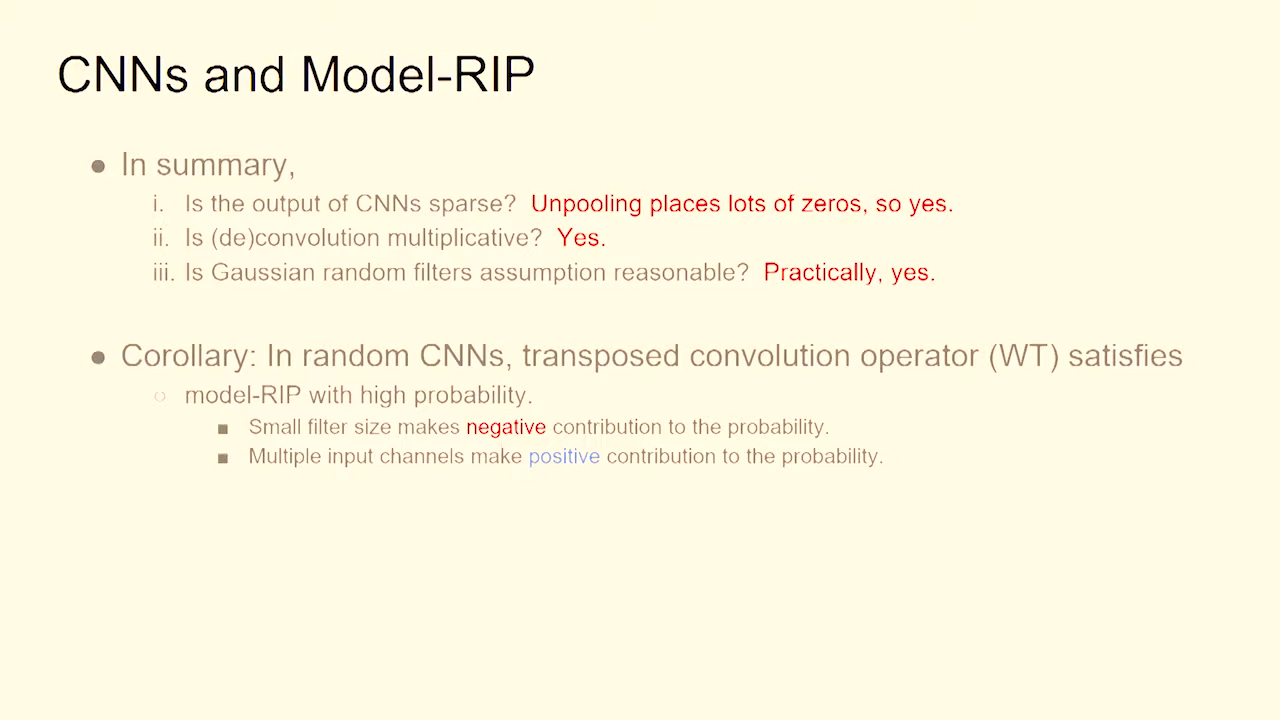 CNNs and Model-RIP
● In summary,
i. Is the output of CNNs sparse? Unpooling places lots of zeros, so yes.
ii. Is (de)convolution multiplicative? Yes.
iii. Is Gaussian random filters assumption reasonable? Practically, yes.
● Corollary: In random CNNs, transposed convolution operator (WT) satisfies
○ model-RIP with high probability.
■ Small filter size makes negative contribution to the probability.
■ Multiple input channels make positive contribution to the probability.